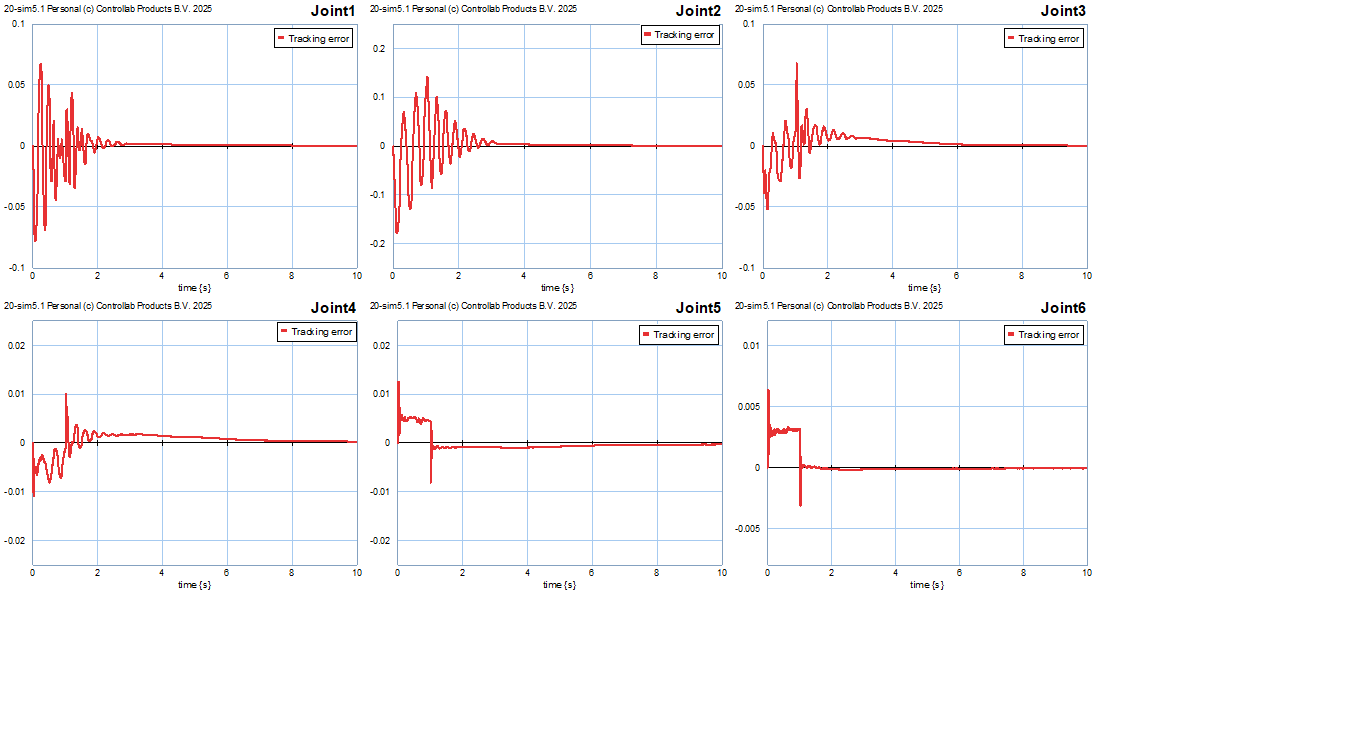 20-sim5.1 Personal (c) Controllab Products B.V. 2025 Joint1
Tracking error
0.1
0.05
0
-0.05
-0.1
0 2 4 6 8 10
time {s}
20-sim5.1 Personal (c) Controllab Products B.V. 2025 Joint2
Tracking error
0.2
0.1
0
-0.1
-0.2
0 2 4 6 8 10
time {s}
20-sim5.1 Personal (c) Controllab Products B.V. 2025 Joint3
Tracking error
0.1
0.05
0
-0.05
-0.1
0 2 4 6 8 10
time {s}
20-sim5.1 Personal (c) Controllab Products B.V. 2025 Joint4
Tracking error
0.02
0.01
0
-0.01
-0.02
0 2 4 6 8 10
time {s}
20-sim5.1 Personal (c) Controllab Products B.V. 2025 Joint5
Tracking error
0.02
0.01
0
-0.01
-0.02
0 2 4 6 8 10
time {s}
20-sim5.1 Personal (c) Controllab Products B.V. 2025 Joint6
Tracking error
0.01
0.005
0
-0.005
0 2 4 6 8 10
time {s}